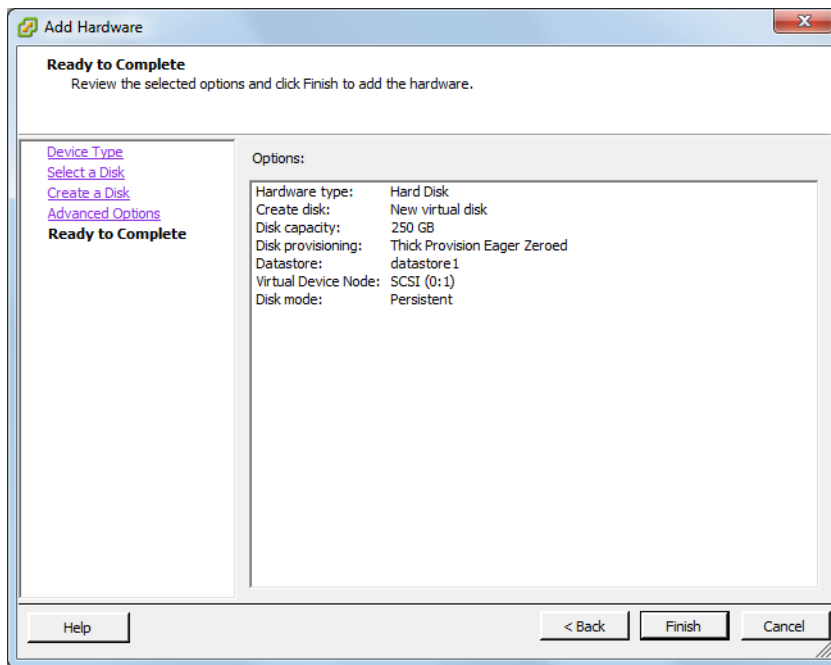 Add Hardware
Ready to Complete
Review the selected options and click Finish to add the hardware.
Device Type
Select a Disk
Create a Disk
Advanced Options
Ready to Complete
Options:
Hardware type: Hard Disk
Create disk: New virtual disk
Disk capacity: 250 GB
Disk provisioning: Thick Provision Eager Zeroed
Datastore: datastore1
Virtual Device Node: SCSI (0:1)
Disk mode: Persistent
Help
< Back
Finish
Cancel